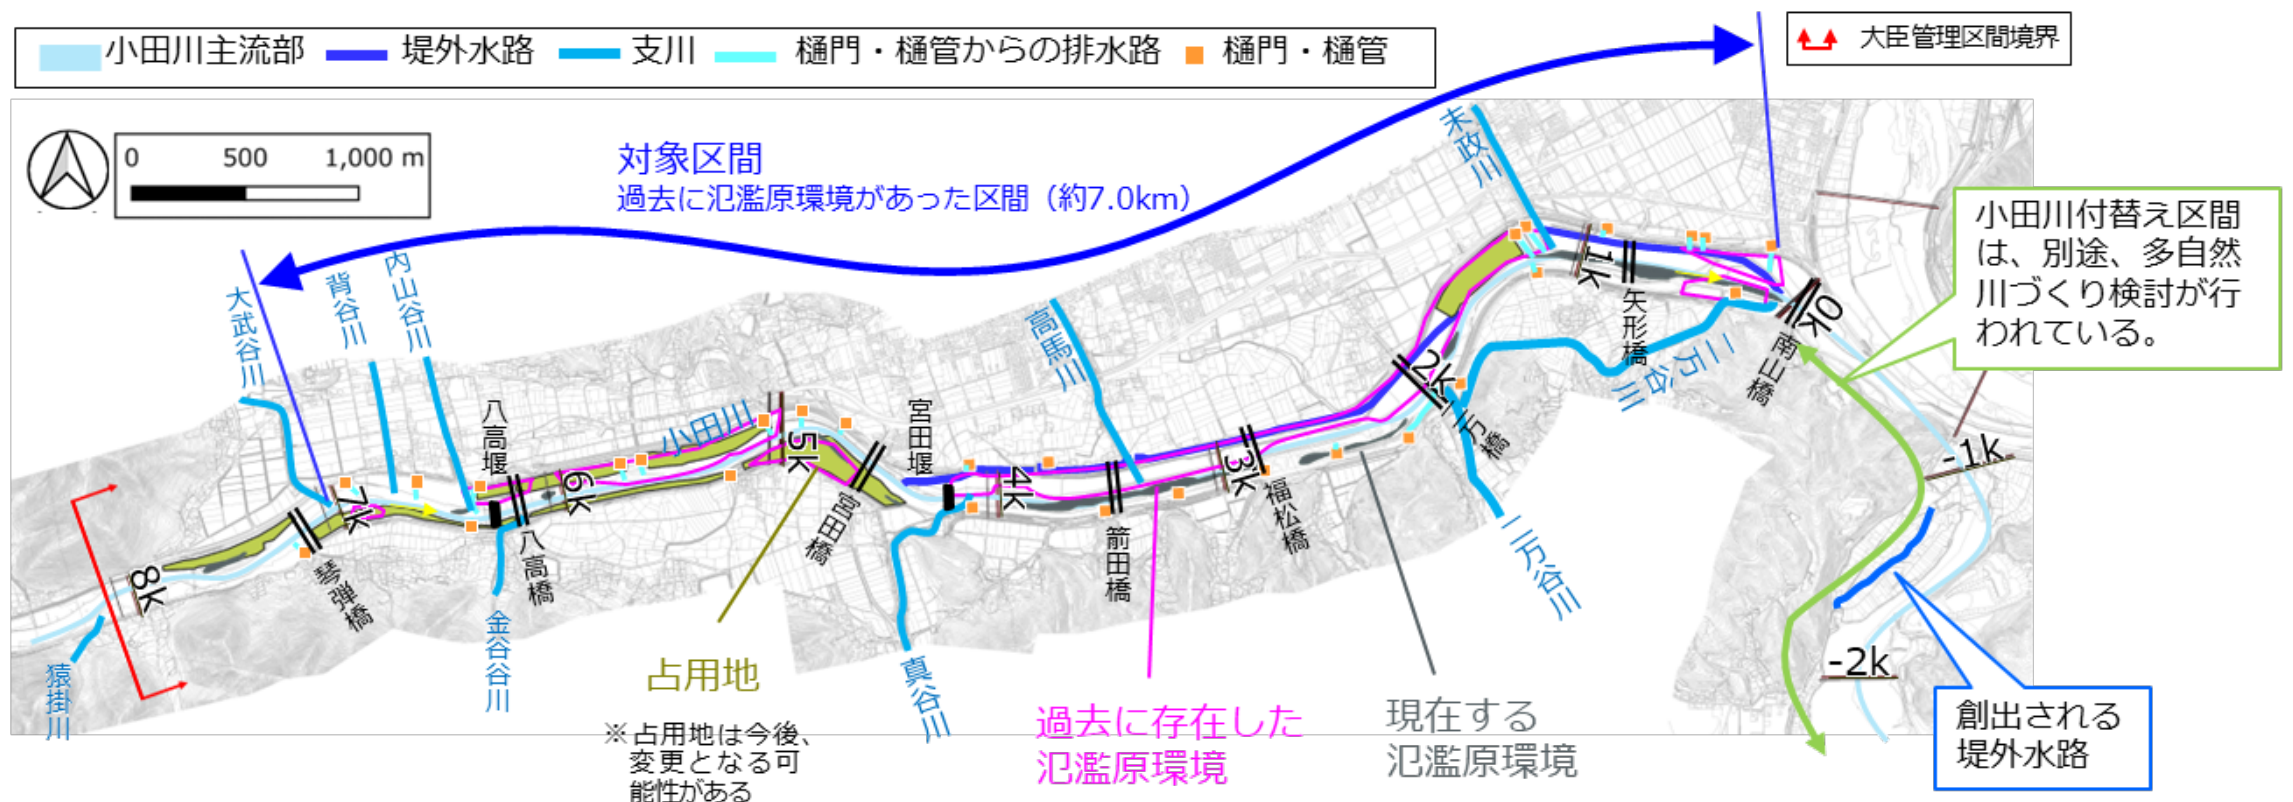 小田川主流部 堤外水路 支川 樋門・樋管からの排水路 樋門・樋管
大臣管理区間境界
0 500 1,000 m
対象区間
過去に氾濫原環境があった区間（約7.0km）
小田川付替え区間
は、別途、多自然
川づくり検討が行
われている。
大武谷川
背谷川
内山谷川
小田川
高馬川
末政川
二万谷川
二万谷川
猿掛川
金谷谷川
真谷川
八高堰
宮田堰
琴弾橋
八高橋
宮田橋
箭田橋
福松橋
二万橋
矢形橋
南山橋
8k
7k
6k
5k
4k
3k
2k
1k
0k
-1k
-2k
占用地
※占用地は今後、
変更となる可
能性がある
過去に存在した
氾濫原環境
現在する
氾濫原環境
創出される
堤外水路